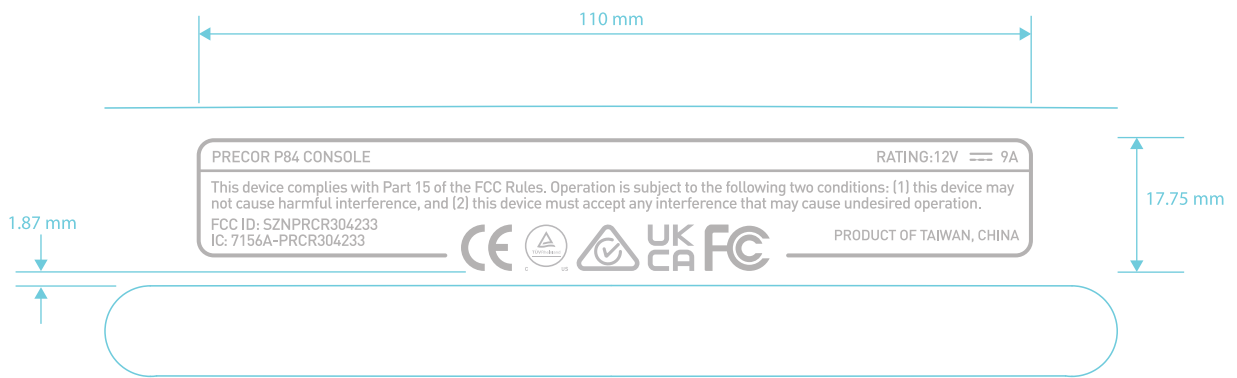 110 mm
PRECOR P84 CONSOLE
RATING:12V ⎓ 9A
This device complies with Part 15 of the FCC Rules. Operation is subject to the following two conditions: (1) this device may
not cause harmful interference, and (2) this device must accept any interference that may cause undesired operation.
FCC ID: SZNPRCR304233
IC: 7156A-PRCR304233
CE
C
US
UK
CA
FC
PRODUCT OF TAIWAN, CHINA
17.75 mm
1.87 mm